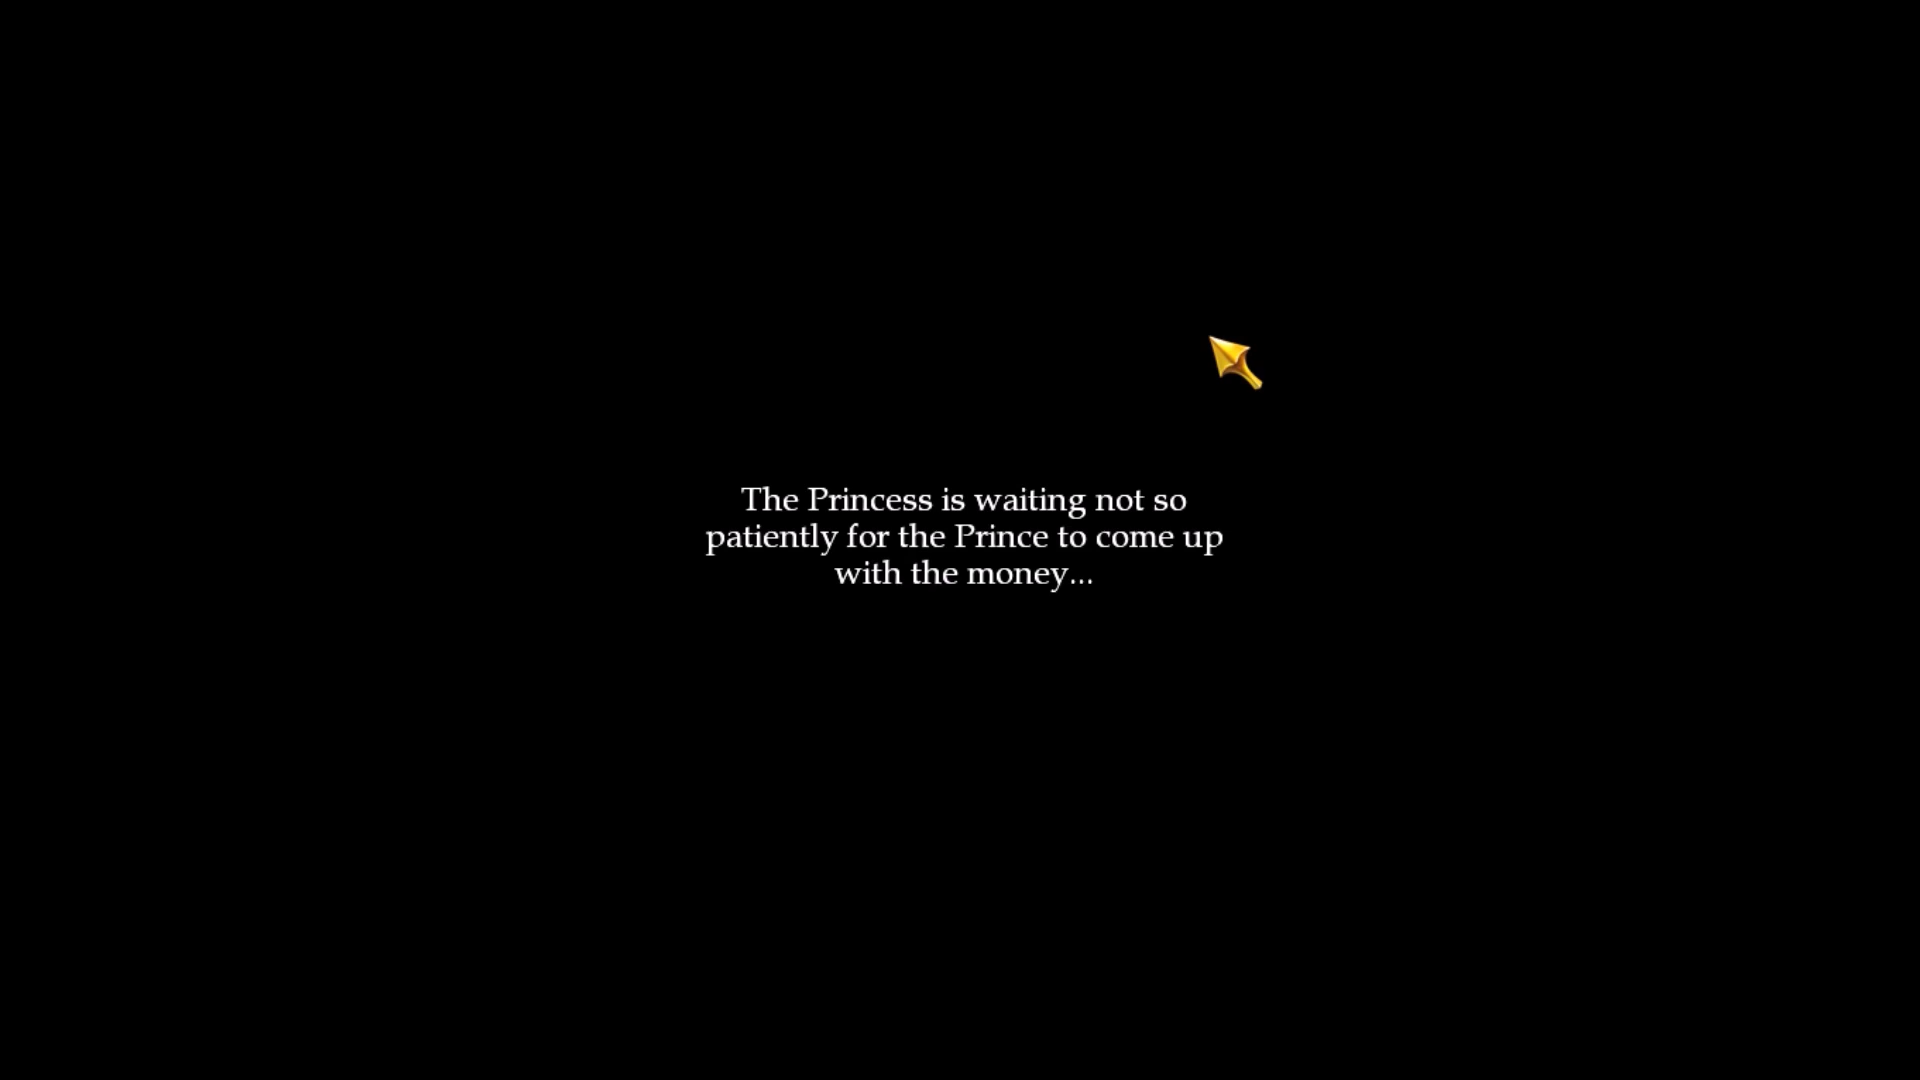 The Princess is waiting not so
patiently for the Prince to come up
with the money...